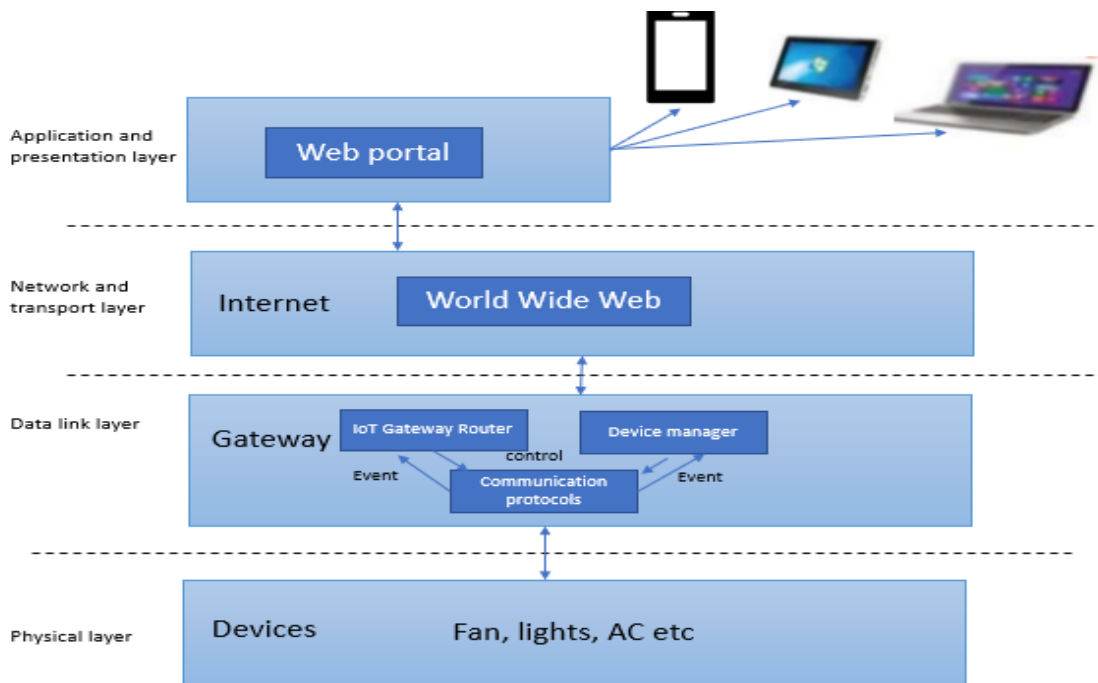 Application and
presentation layer
Web portal
Network and
transport layer
Internet
World Wide Web
Data link layer
Gateway
IoT Gateway Router
Device manager
control
Event
Communication
protocols
Event
Physical layer
Devices
Fan, lights, AC etc